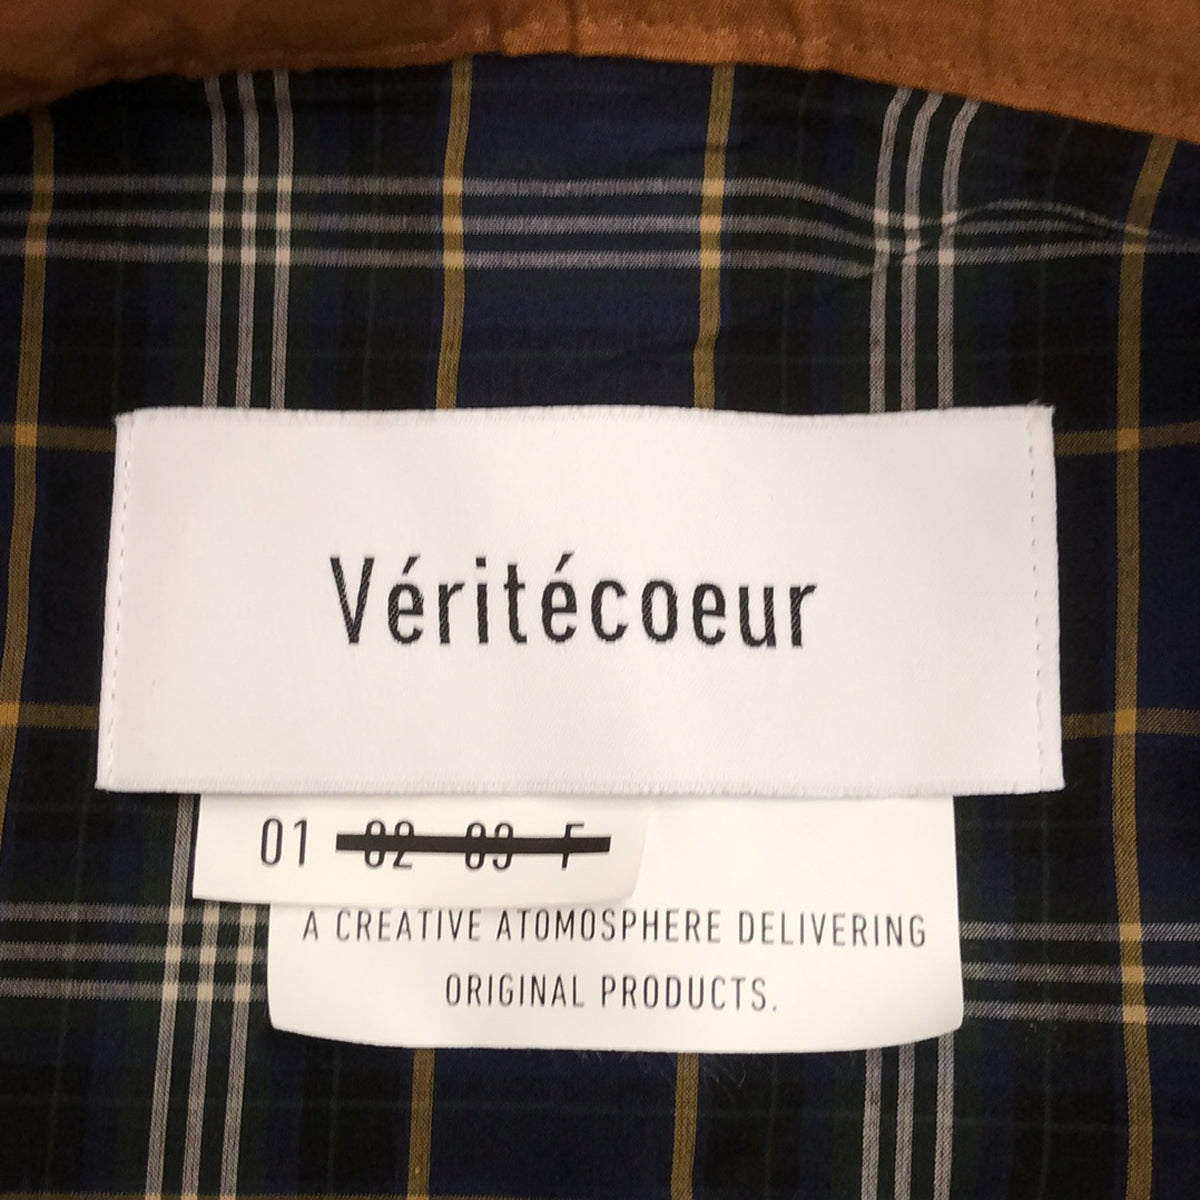 Véritécoeur
01 02 03 F
A CREATIVE ATOMOSPHERE DELIVERING
ORIGINAL PRODUCTS.